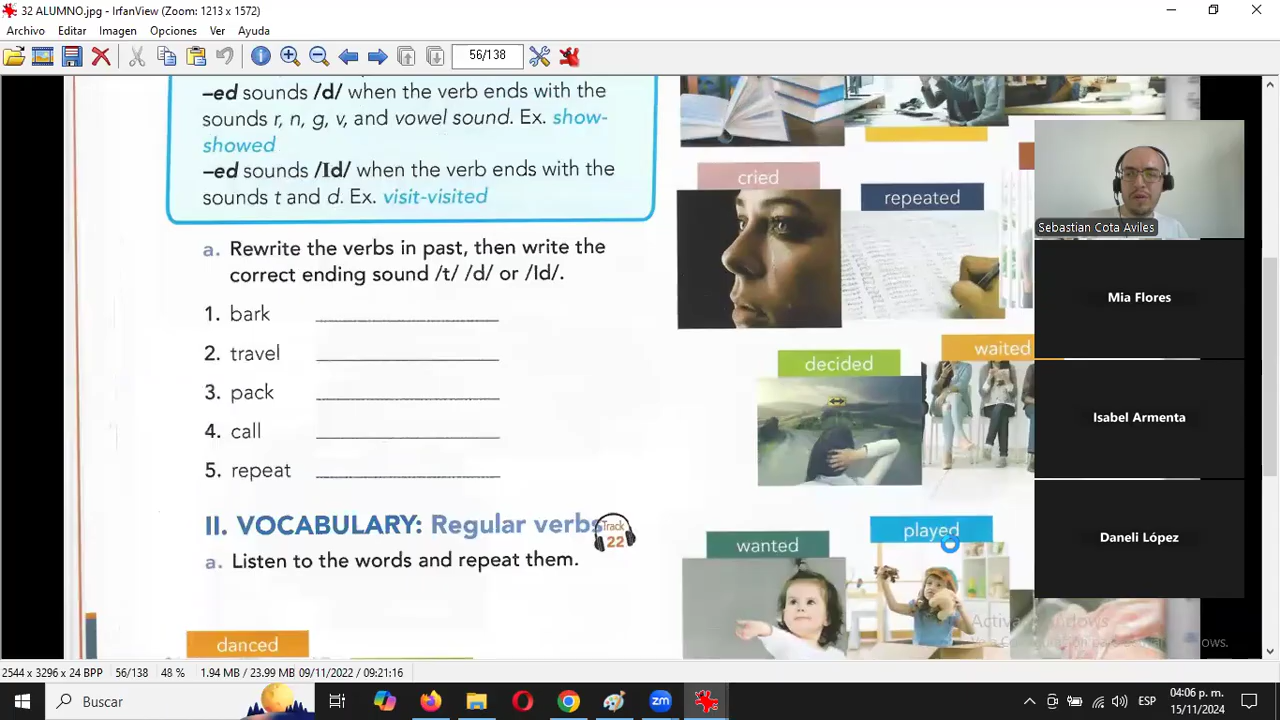 32 ALUMNO.jpg - IrfanView (Zoom: 1213 x 1572)
Archivo Editar Imagen Opciones Ver Ayuda
56/138
–ed sounds /d/ when the verb ends with the
sounds r, n, g, v, and vowel sound. Ex. show-
showed
–ed sounds /Id/ when the verb ends with the
sounds t and d. Ex. visit-visited
a. Rewrite the verbs in past, then write the
correct ending sound /t/ /d/ or /Id/.
1. bark
2. travel
3. pack
4. call
5. repeat
II. VOCABULARY: Regular verbs
Track
22
a. Listen to the words and repeat them.
danced
cried
repeated
decided
waited
wanted
played
Sebastian Cota Aviles
Mia Flores
Isabel Armenta
Daneli López
2544 x 3296 x 24 BPP 56/138 48 % 1.94 MB / 23.99 MB 09/11/2022 / 09:21:16
Buscar
zm
ESP
04:06 p. m.
15/11/2024